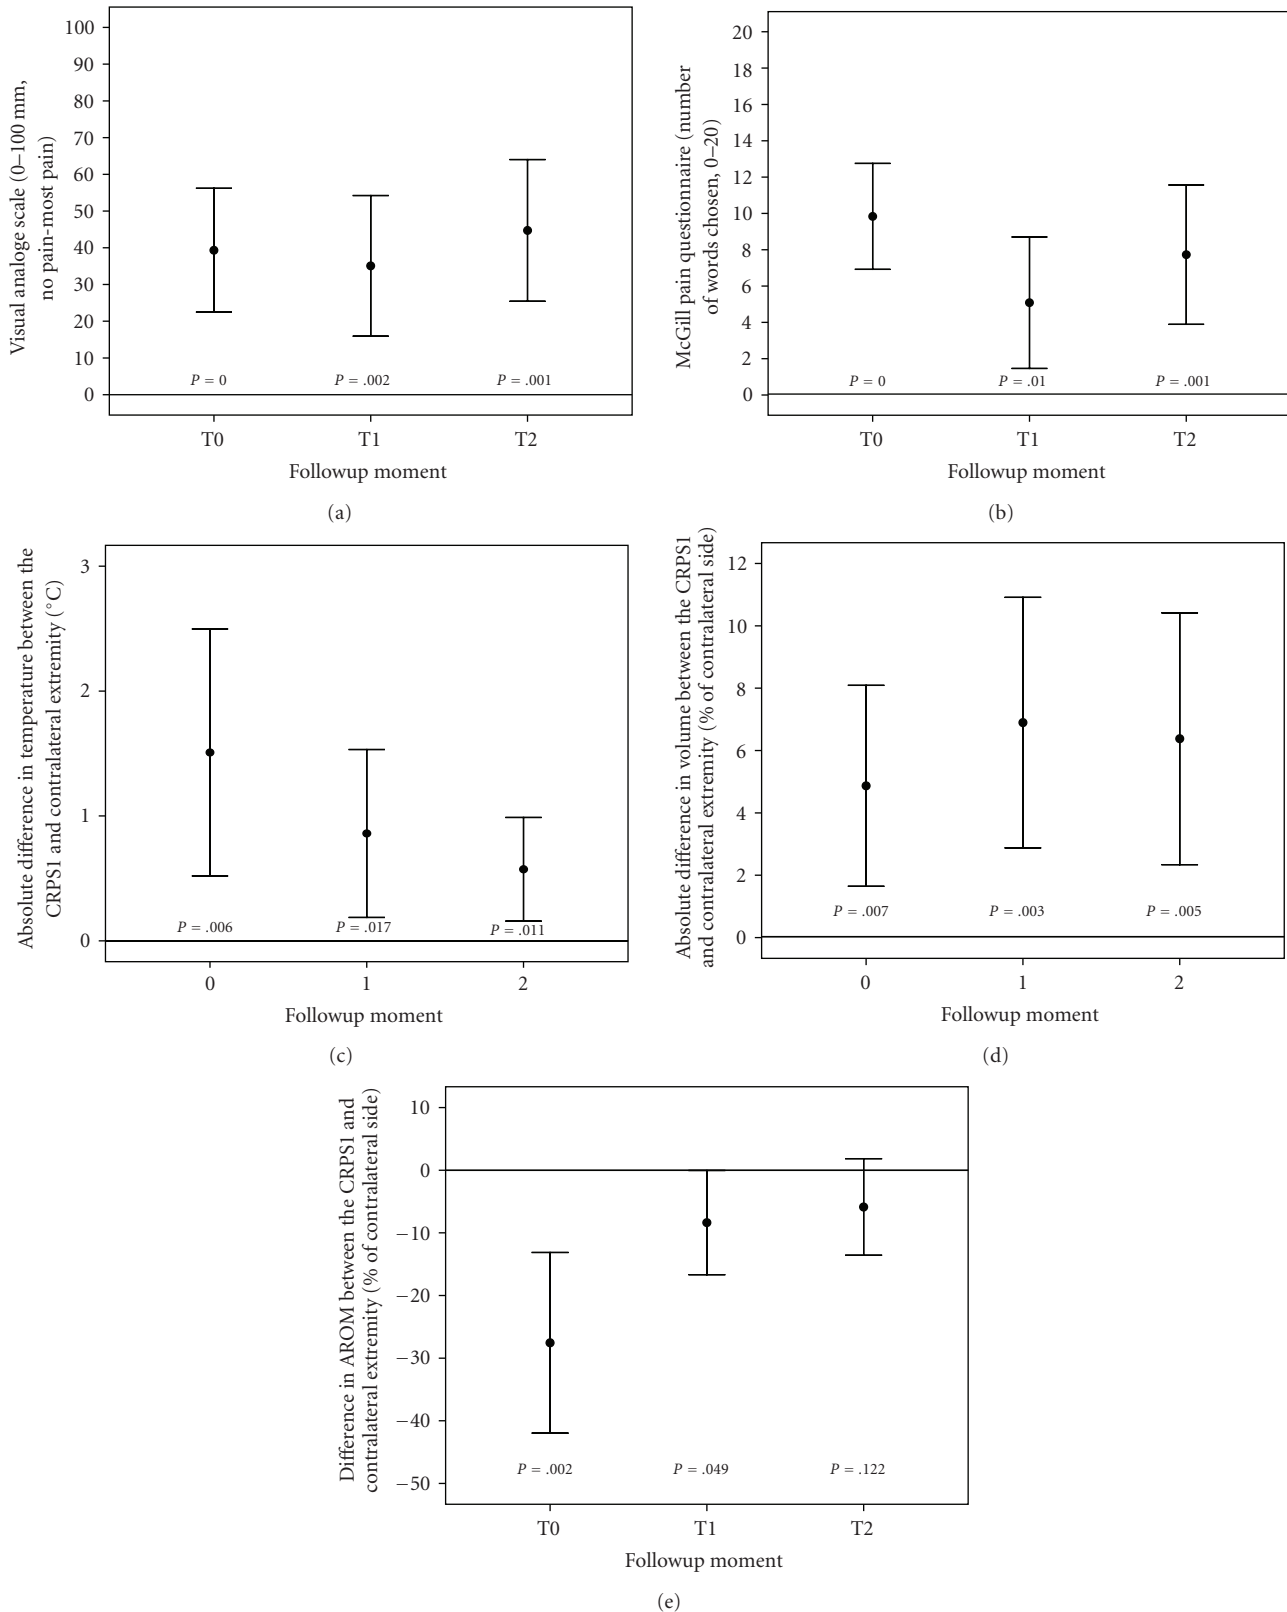 Visual analoge scale (0–100 mm,
no pain-most pain)
100
90
80
70
60
50
40
30
20
10
0
P = 0
P = .002
P = .001
T0
T1
T2
Followup moment
(a)
McGill pain questionnaire (number
of words chosen, 0–20)
20
18
16
14
12
10
8
6
4
2
0
P = 0
P = .01
P = .001
T0
T1
T2
Followup moment
(b)
Absolute difference in temperature between the
CRPS1 and contralateral extremity (°C)
3
2
1
0
P = .006
P = .017
P = .011
0
1
2
Followup moment
(c)
Absolute difference in volume between the CRPS1
and contralateral extremity (% of contralateral side)
12
10
8
6
4
2
0
P = .007
P = .003
P = .005
0
1
2
Followup moment
(d)
Difference in AROM between the CRPS1 and
contralateral extremity (% of contralateral side)
10
0
−10
−20
−30
−40
−50
P = .002
P = .049
P = .122
T0
T1
T2
Followup moment
(e)